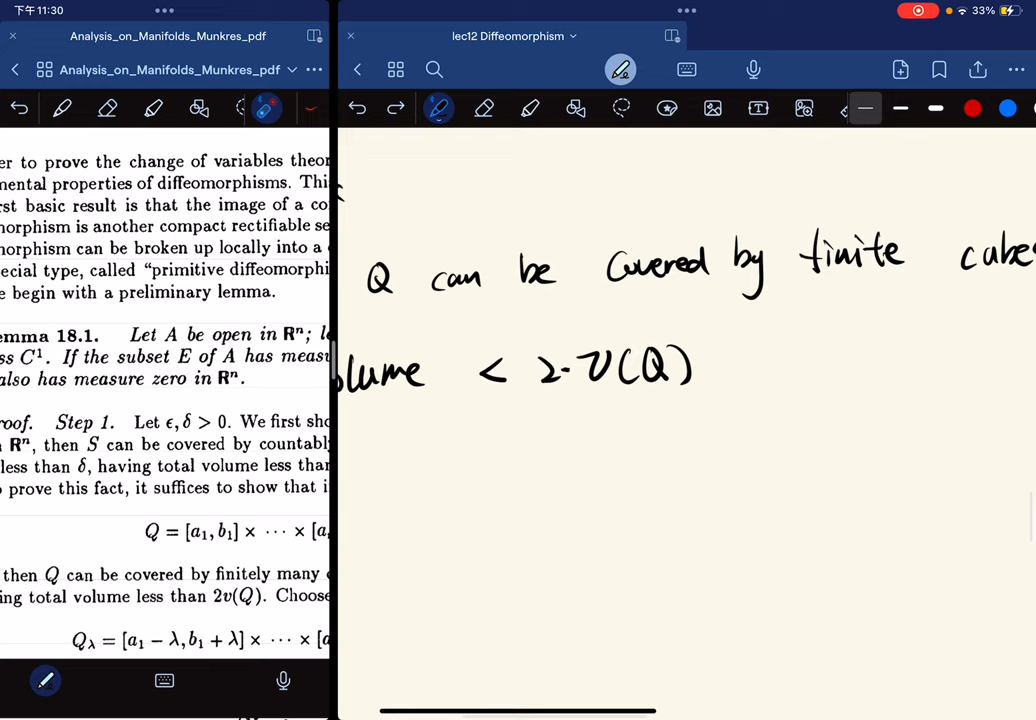 下午11:30
33%
Analysis_on_Manifolds_Munkres_pdf
lec12 Diffeomorphism
Analysis_on_Manifolds_Munkres_pdf
er to prove the change of variables theor
mental properties of diffeomorphisms. Thi
rst basic result is that the image of a co
morphism is another compact rectifiable se
morphism can be broken up locally into a
ecial type, called “primitive diffeomorphi
e begin with a preliminary lemma.
emma 18.1. Let A be open in Rⁿ; l
ss C¹. If the subset E of A has measu
also has measure zero in Rⁿ.
roof. Step 1. Let ϵ, δ > 0. We first sho
Rⁿ, then S can be covered by countabl
less than δ, having total volume less than
o prove this fact, it suffices to show that i
Q = [a₁, b₁] × ··· × [a
then Q can be covered by finitely many
ing total volume less than 2v(Q). Choose
Q_λ = [a₁ − λ, b₁ + λ] × ··· × [a
Q can be covered by finite cube
olume < 2·v(Q)